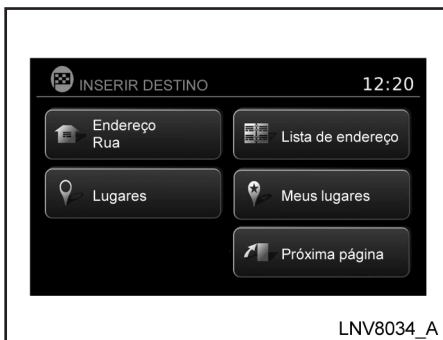 INSERIR DESTINO 12:20
Endereço
Rua
Lista de endereço
Lugares
Meus lugares
Próxima página
LNV8034_A